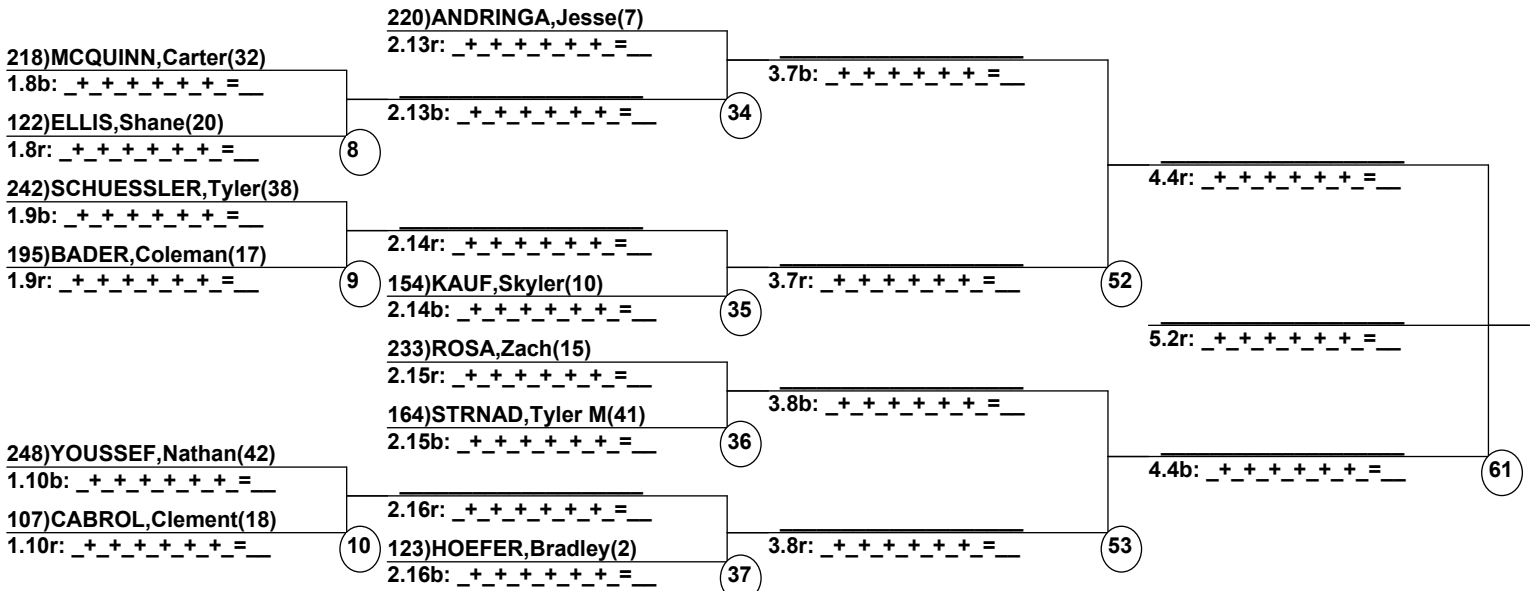 220)ANDRINGA,Jesse(7)
2.13r: _+_+_+_+_+_=__
218)MCQUINN,Carter(32)
1.8b: _+_+_+_+_+_=__
3.7b: _+_+_+_+_+_=__
2.13b: _+_+_+_+_+_=__
34
122)ELLIS,Shane(20)
1.8r: _+_+_+_+_+_=__
8
4.4r: _+_+_+_+_+_=__
242)SCHUESSLER,Tyler(38)
1.9b: _+_+_+_+_+_=__
2.14r: _+_+_+_+_+_=__
195)BADER,Coleman(17)
1.9r: _+_+_+_+_+_=__
9
3.7r: _+_+_+_+_+_=__
52
154)KAUF,Skyler(10)
2.14b: _+_+_+_+_+_=__
35
5.2r: _+_+_+_+_+_=__
233)ROSA,Zach(15)
2.15r: _+_+_+_+_+_=__
3.8b: _+_+_+_+_+_=__
164)STRNAD,Tyler M(41)
2.15b: _+_+_+_+_+_=__
36
248)YOUSSEF,Nathan(42)
1.10b: _+_+_+_+_+_=__
4.4b: _+_+_+_+_+_=__
61
2.16r: _+_+_+_+_+_=__
107)CABROL,Clement(18)
1.10r: _+_+_+_+_+_=__
10
3.8r: _+_+_+_+_+_=__
53
123)HOEFER,Bradley(2)
2.16b: _+_+_+_+_+_=__
37